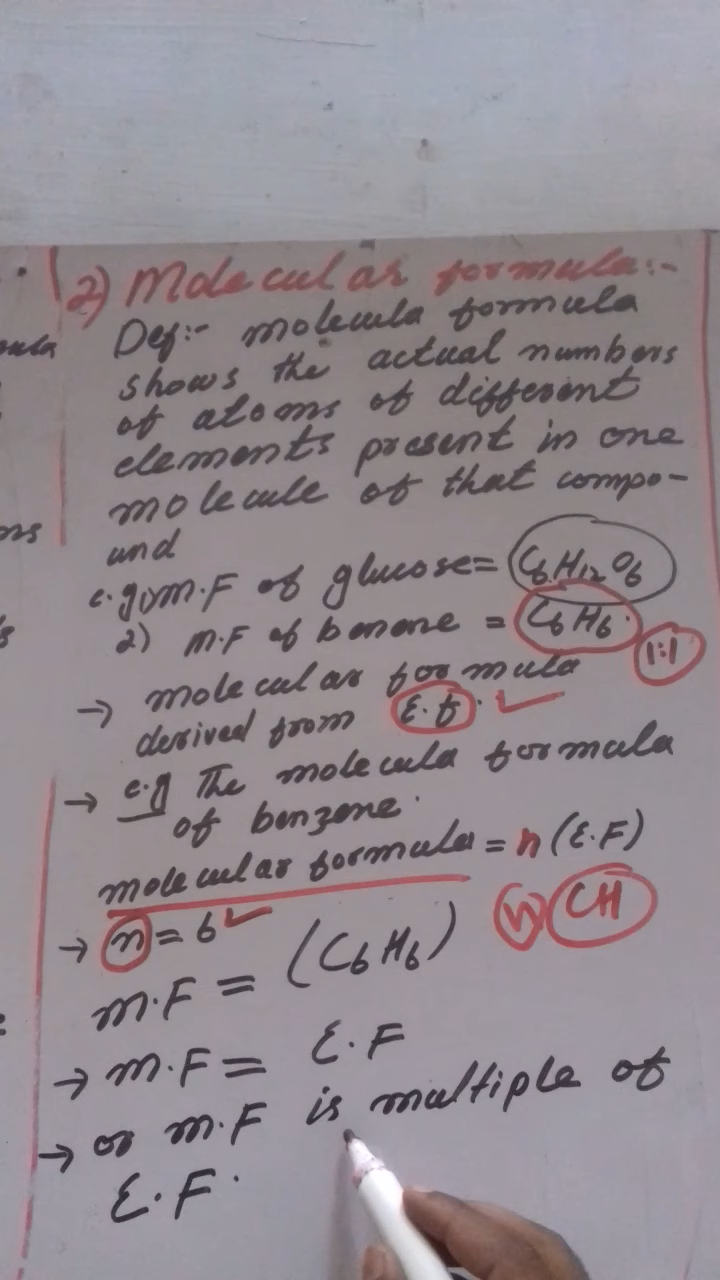 2) Molecular formula:-
Def:- molecula formula
shows the actual numbers
of atoms of different
elements present in one
molecule of that compo-
und
e.g 1) m.F of glucose = C6H12O6
2) m.F of benene = C6H6.
1:1
→ molecular formula
derived from E.f. ✓
→ e.g The molecula formula
of benzene.
molecular formula = n (E.F)
→ n = 6 ✓ n CH
m.F = (C6H6)
→ m.F = E.F
→ or m.F is multiple of
E.F.